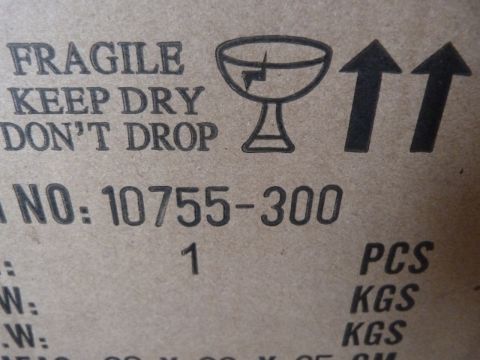 FRAGILE
KEEP DRY
DON'T DROP
NO: 10755-300
: 1 PCS
W: KGS
.W: KGS